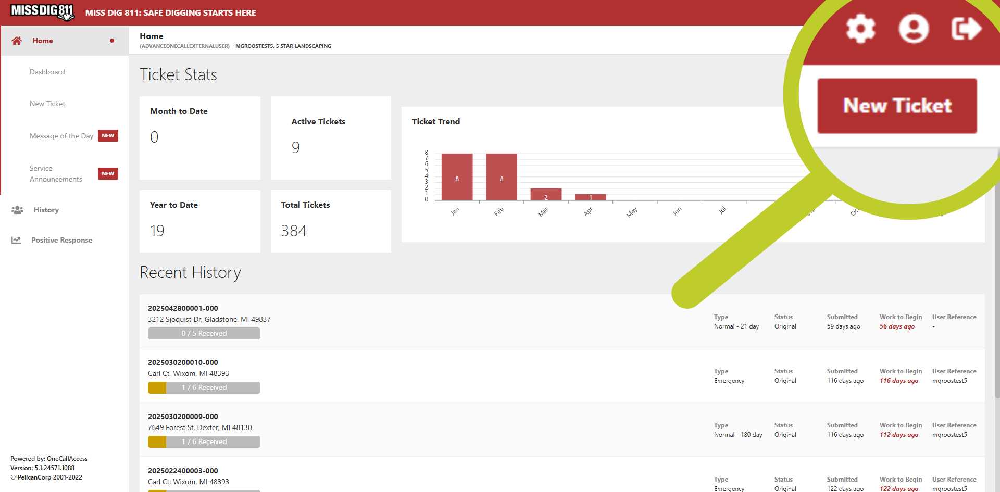 MISS DIG 811
MISS DIG 811: SAFE DIGGING STARTS HERE
Home
Dashboard
New Ticket
Message of the Day NEW
Service
Announcements
NEW
History
Positive Response
Powered by: OneCallAccess
Version: 5.1.24571.1088
© PelicanCorp 2001-2022
Home
(ADVANCEONECALLEXTERNALUSER) MGROOSTEST5, 5 STAR LANDSCAPING
New Ticket
Ticket Stats
Month to Date
0
Active Tickets
9
Year to Date
19
Total Tickets
384
Ticket Trend
8
7
6
5
4
3
2
1
0
8 8 2 1
Jan Feb Mar Apr May Jun Jul
Recent History
2025042800001-000
3212 Sjoquist Dr, Gladstone, MI 49837
0 / 5 Received
Type Status Submitted Work to Begin User Reference
Normal - 21 day Original 59 days ago 56 days ago -
2025030200010-000
Carl Ct, Wixom, MI 48393
1 / 6 Received
Type Status Submitted Work to Begin User Reference
Emergency Original 116 days ago 116 days ago mgroostest5
2025030200009-000
7649 Forest St, Dexter, MI 48130
1 / 6 Received
Type Status Submitted Work to Begin User Reference
Normal - 180 day Original 116 days ago 112 days ago mgroostest5
2025022400003-000
Carl Ct, Wixom, MI 48393
Type Status Submitted Work to Begin User Reference
Emergency Original 122 days ago 122 days ago mgroostest5